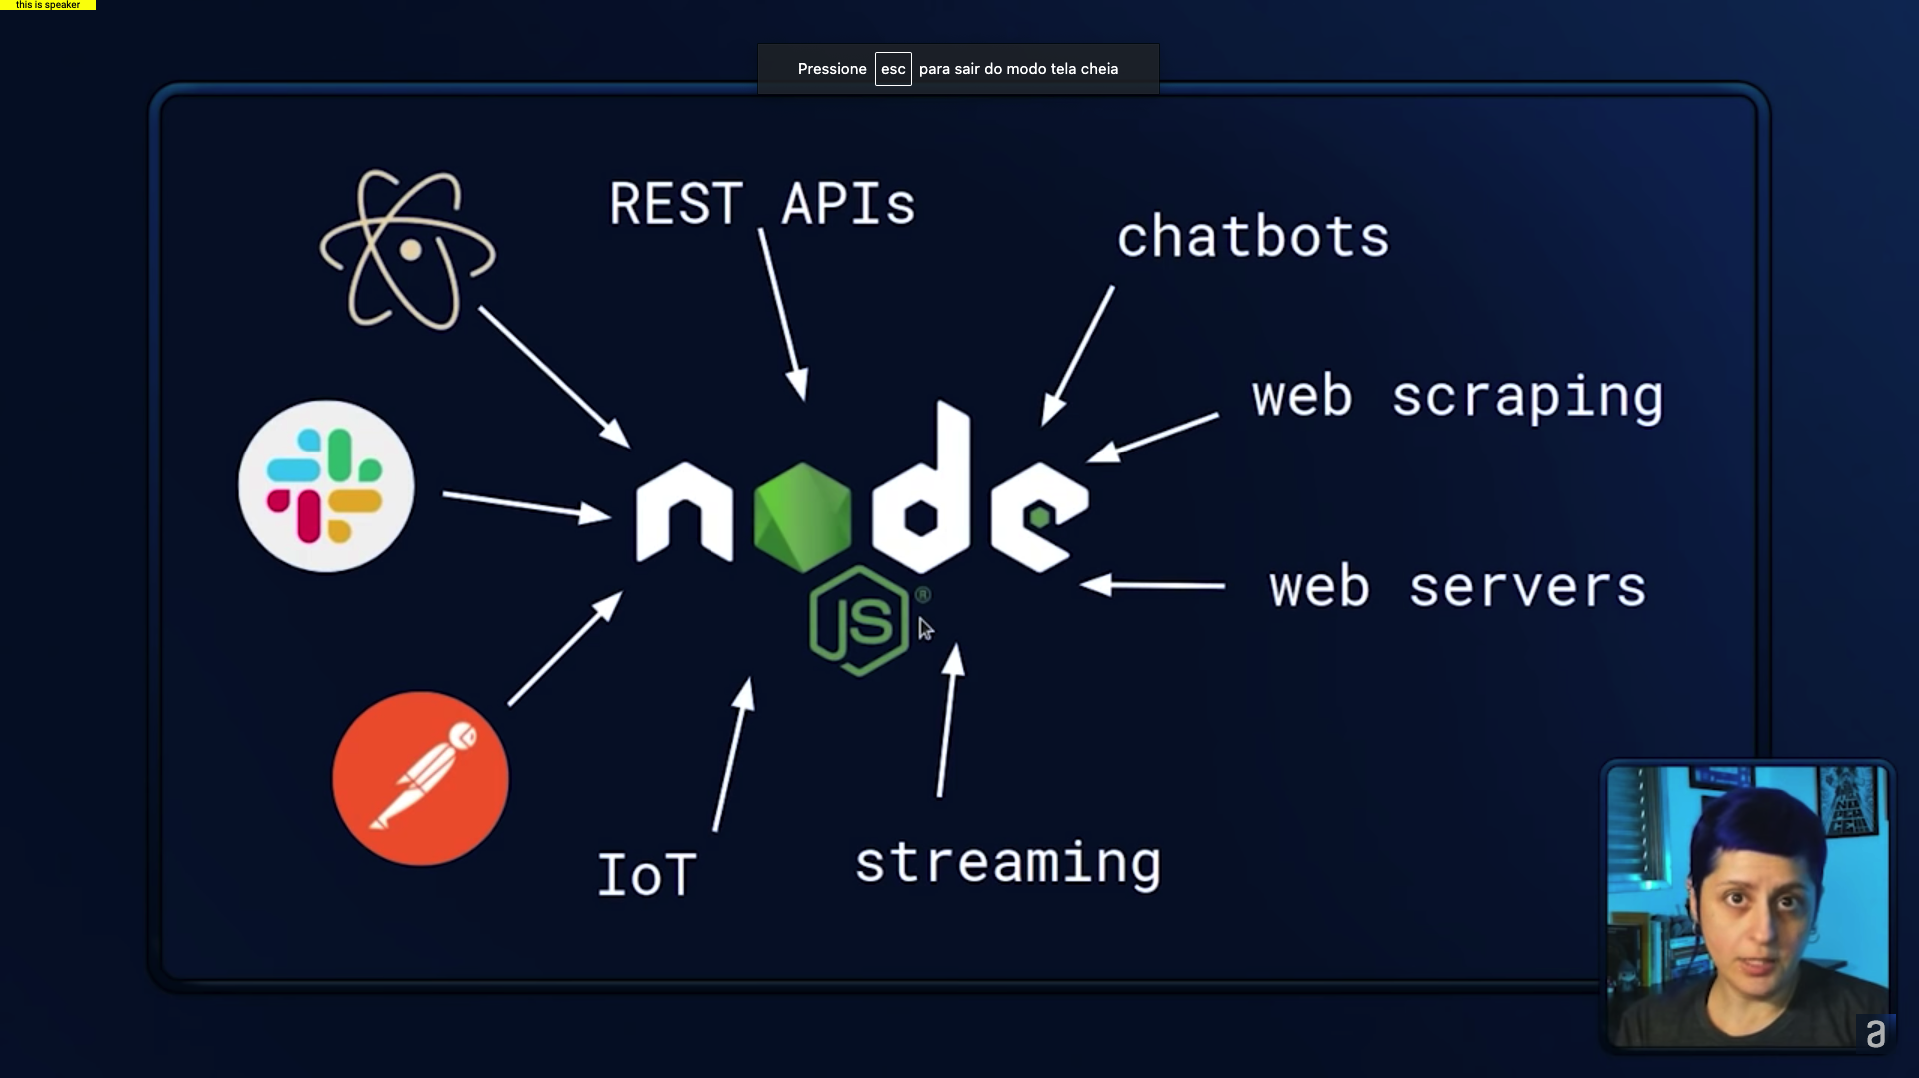 this is speaker
Pressione esc para sair do modo tela cheia
REST APIs
chatbots
web scraping
node
JS
®
web servers
IoT
streaming
a